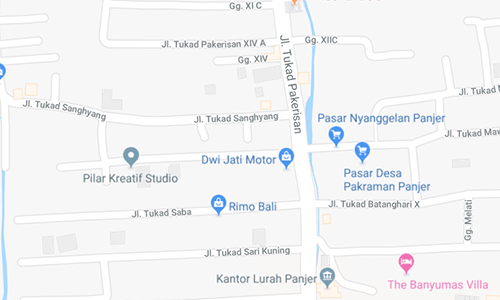 Gg. XI C
Jl. Tukad Pakerisan XIV A
Gg. XIIC
Gg. XIV
Jl. Tukad Pakerisan
Jl. Tukad Sanghyang
Jl. Tukad Sanghyang
Pasar Nyanggelan Panjer
Jl. Tukad
Dwi Jati Motor
Pilar Kreatif Studio
Pasar Desa
Pakraman Panjer
Rimo Bali
Jl. Tukad Saba
Jl. Tukad Batanghari X
Gg. Melati
Jl. Tukad Sari Kuning
Kantor Lurah Panjer
The Banyumas Villa